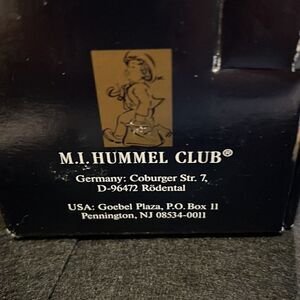 M.I. HUMMEL CLUB®
Germany: Coburger Str. 7,
D-96472 Rödental
USA: Goebel Plaza, P.O. Box 11
Pennington, NJ 08534-0011